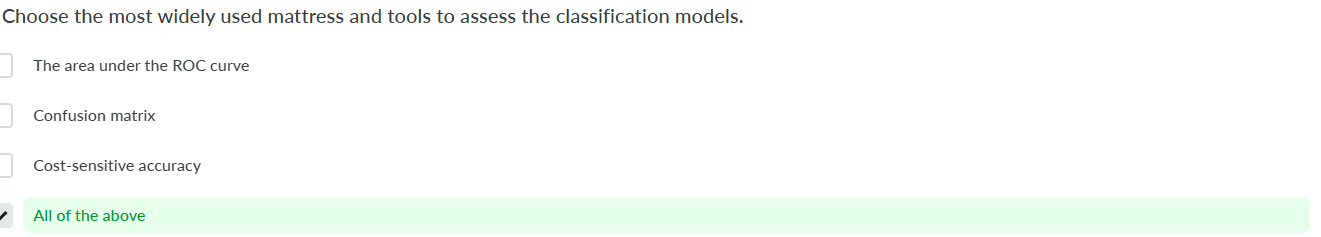 Choose the most widely used mattress and tools to assess the classification models.
The area under the ROC curve
Confusion matrix
Cost-sensitive accuracy
All of the above